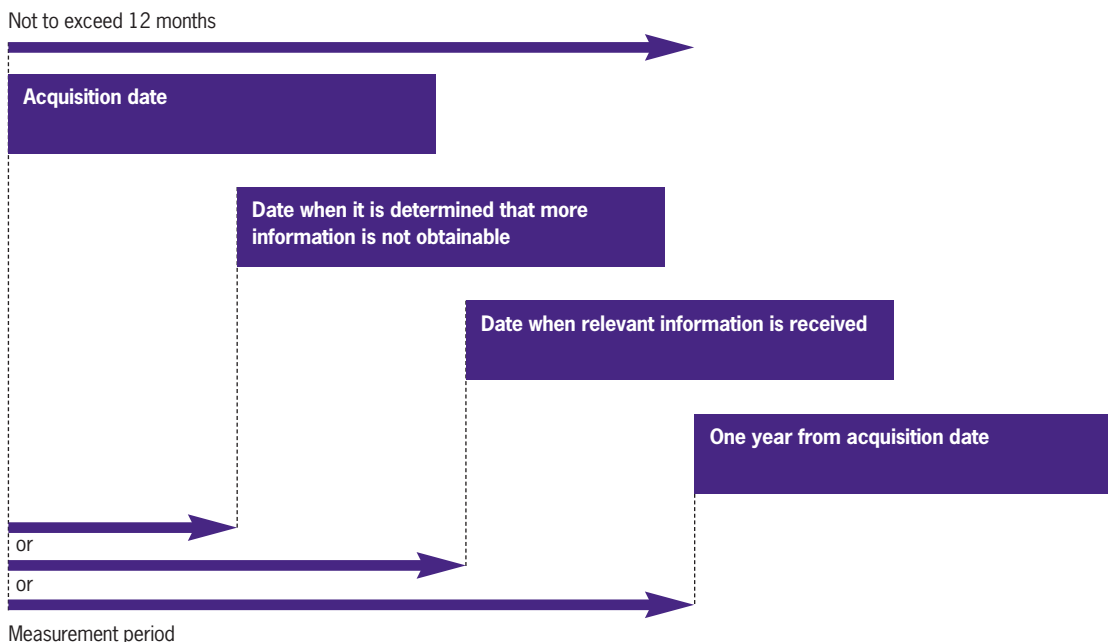 Not to exceed 12 months
Acquisition date
Date when it is determined that more
information is not obtainable
Date when relevant information is received
One year from acquisition date
or
or
Measurement period